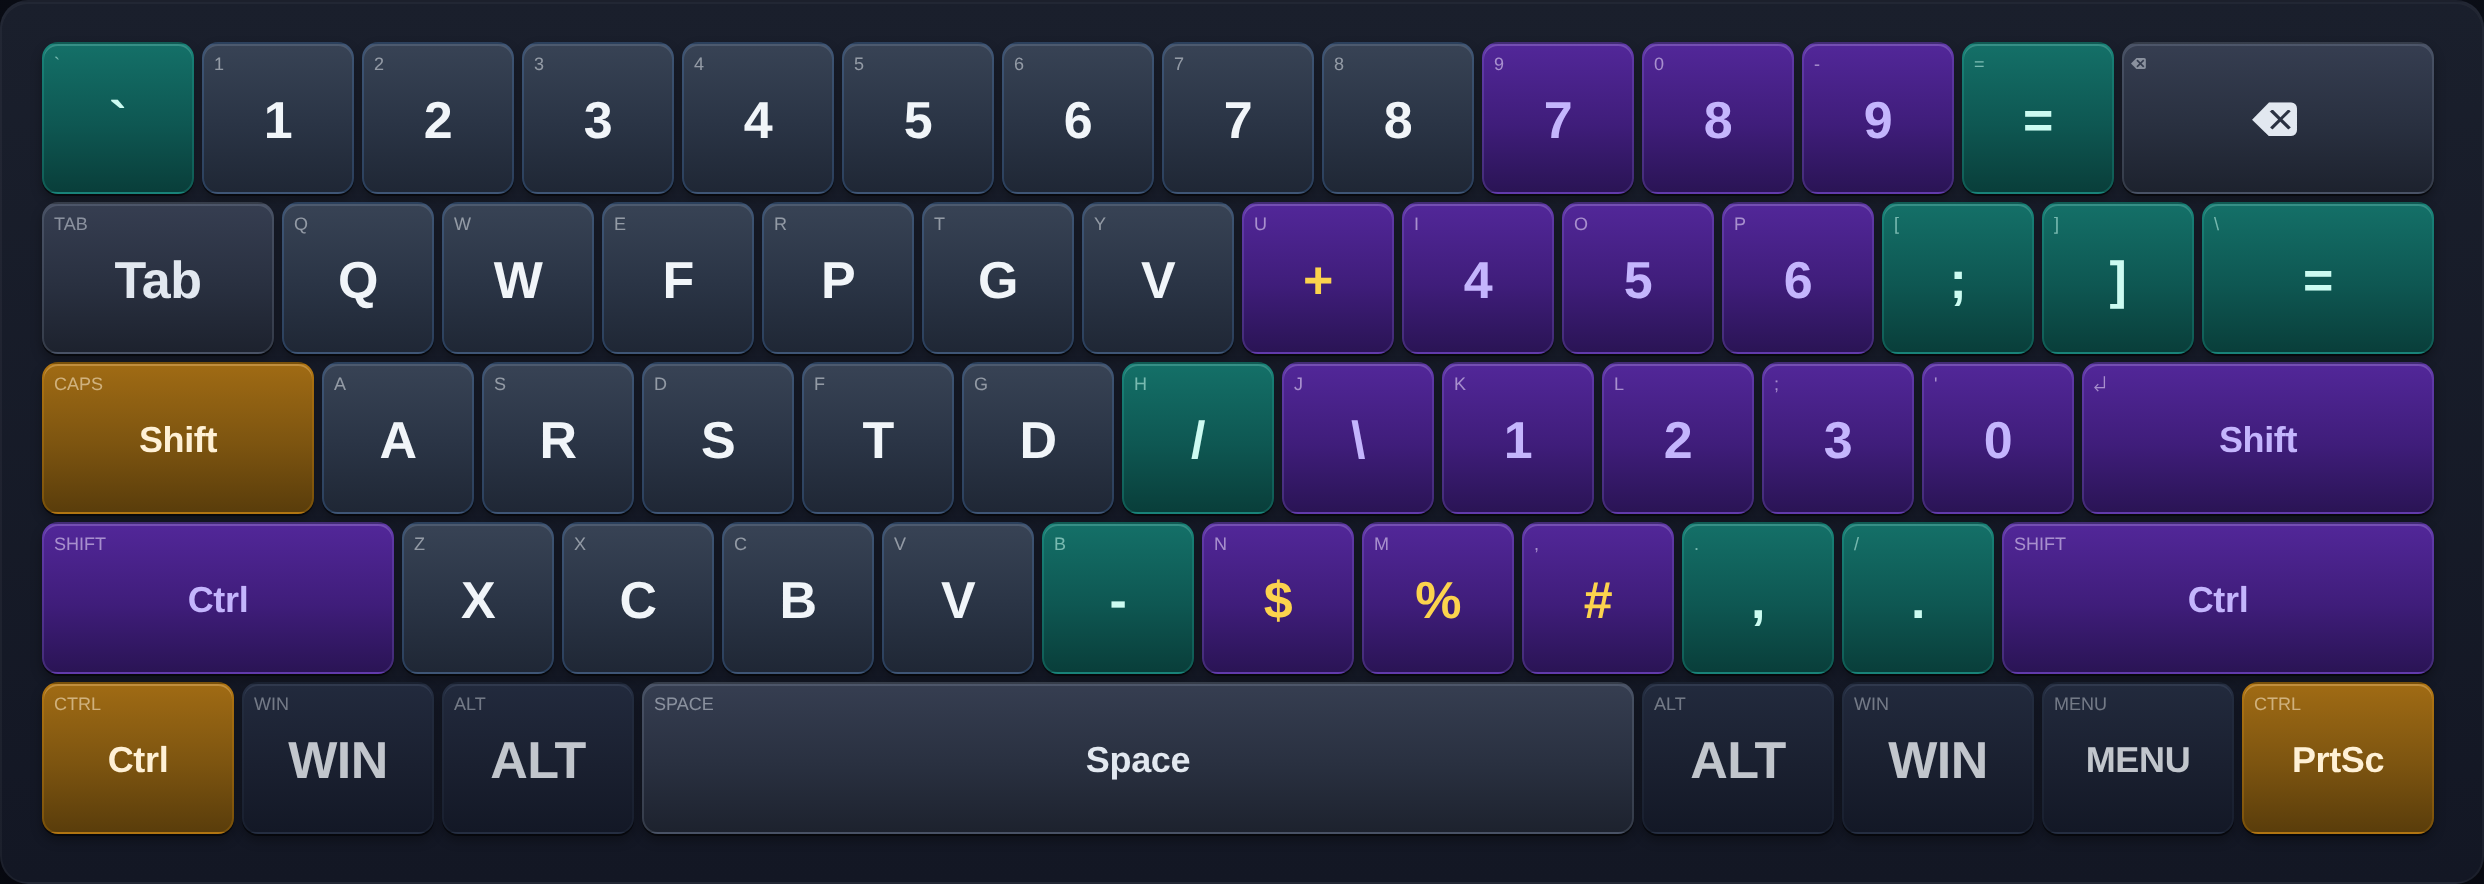 ` 1 2 3 4 5 6 7 8 9 0 - =
` 1 2 3 4 5 6 7 8 7 8 9 =
TAB Q W E R T Y U I O P [ ] \
Tab Q W F P G V + 4 5 6 ; ] =
CAPS A S D F G H J K L ; ' ↵
Shift A R S T D / \ 1 2 3 0 Shift
SHIFT Z X C V B N M , . / SHIFT
Ctrl X C B V - $ % # , . Ctrl
CTRL WIN ALT SPACE ALT WIN MENU CTRL
Ctrl WIN ALT Space ALT WIN MENU PrtSc